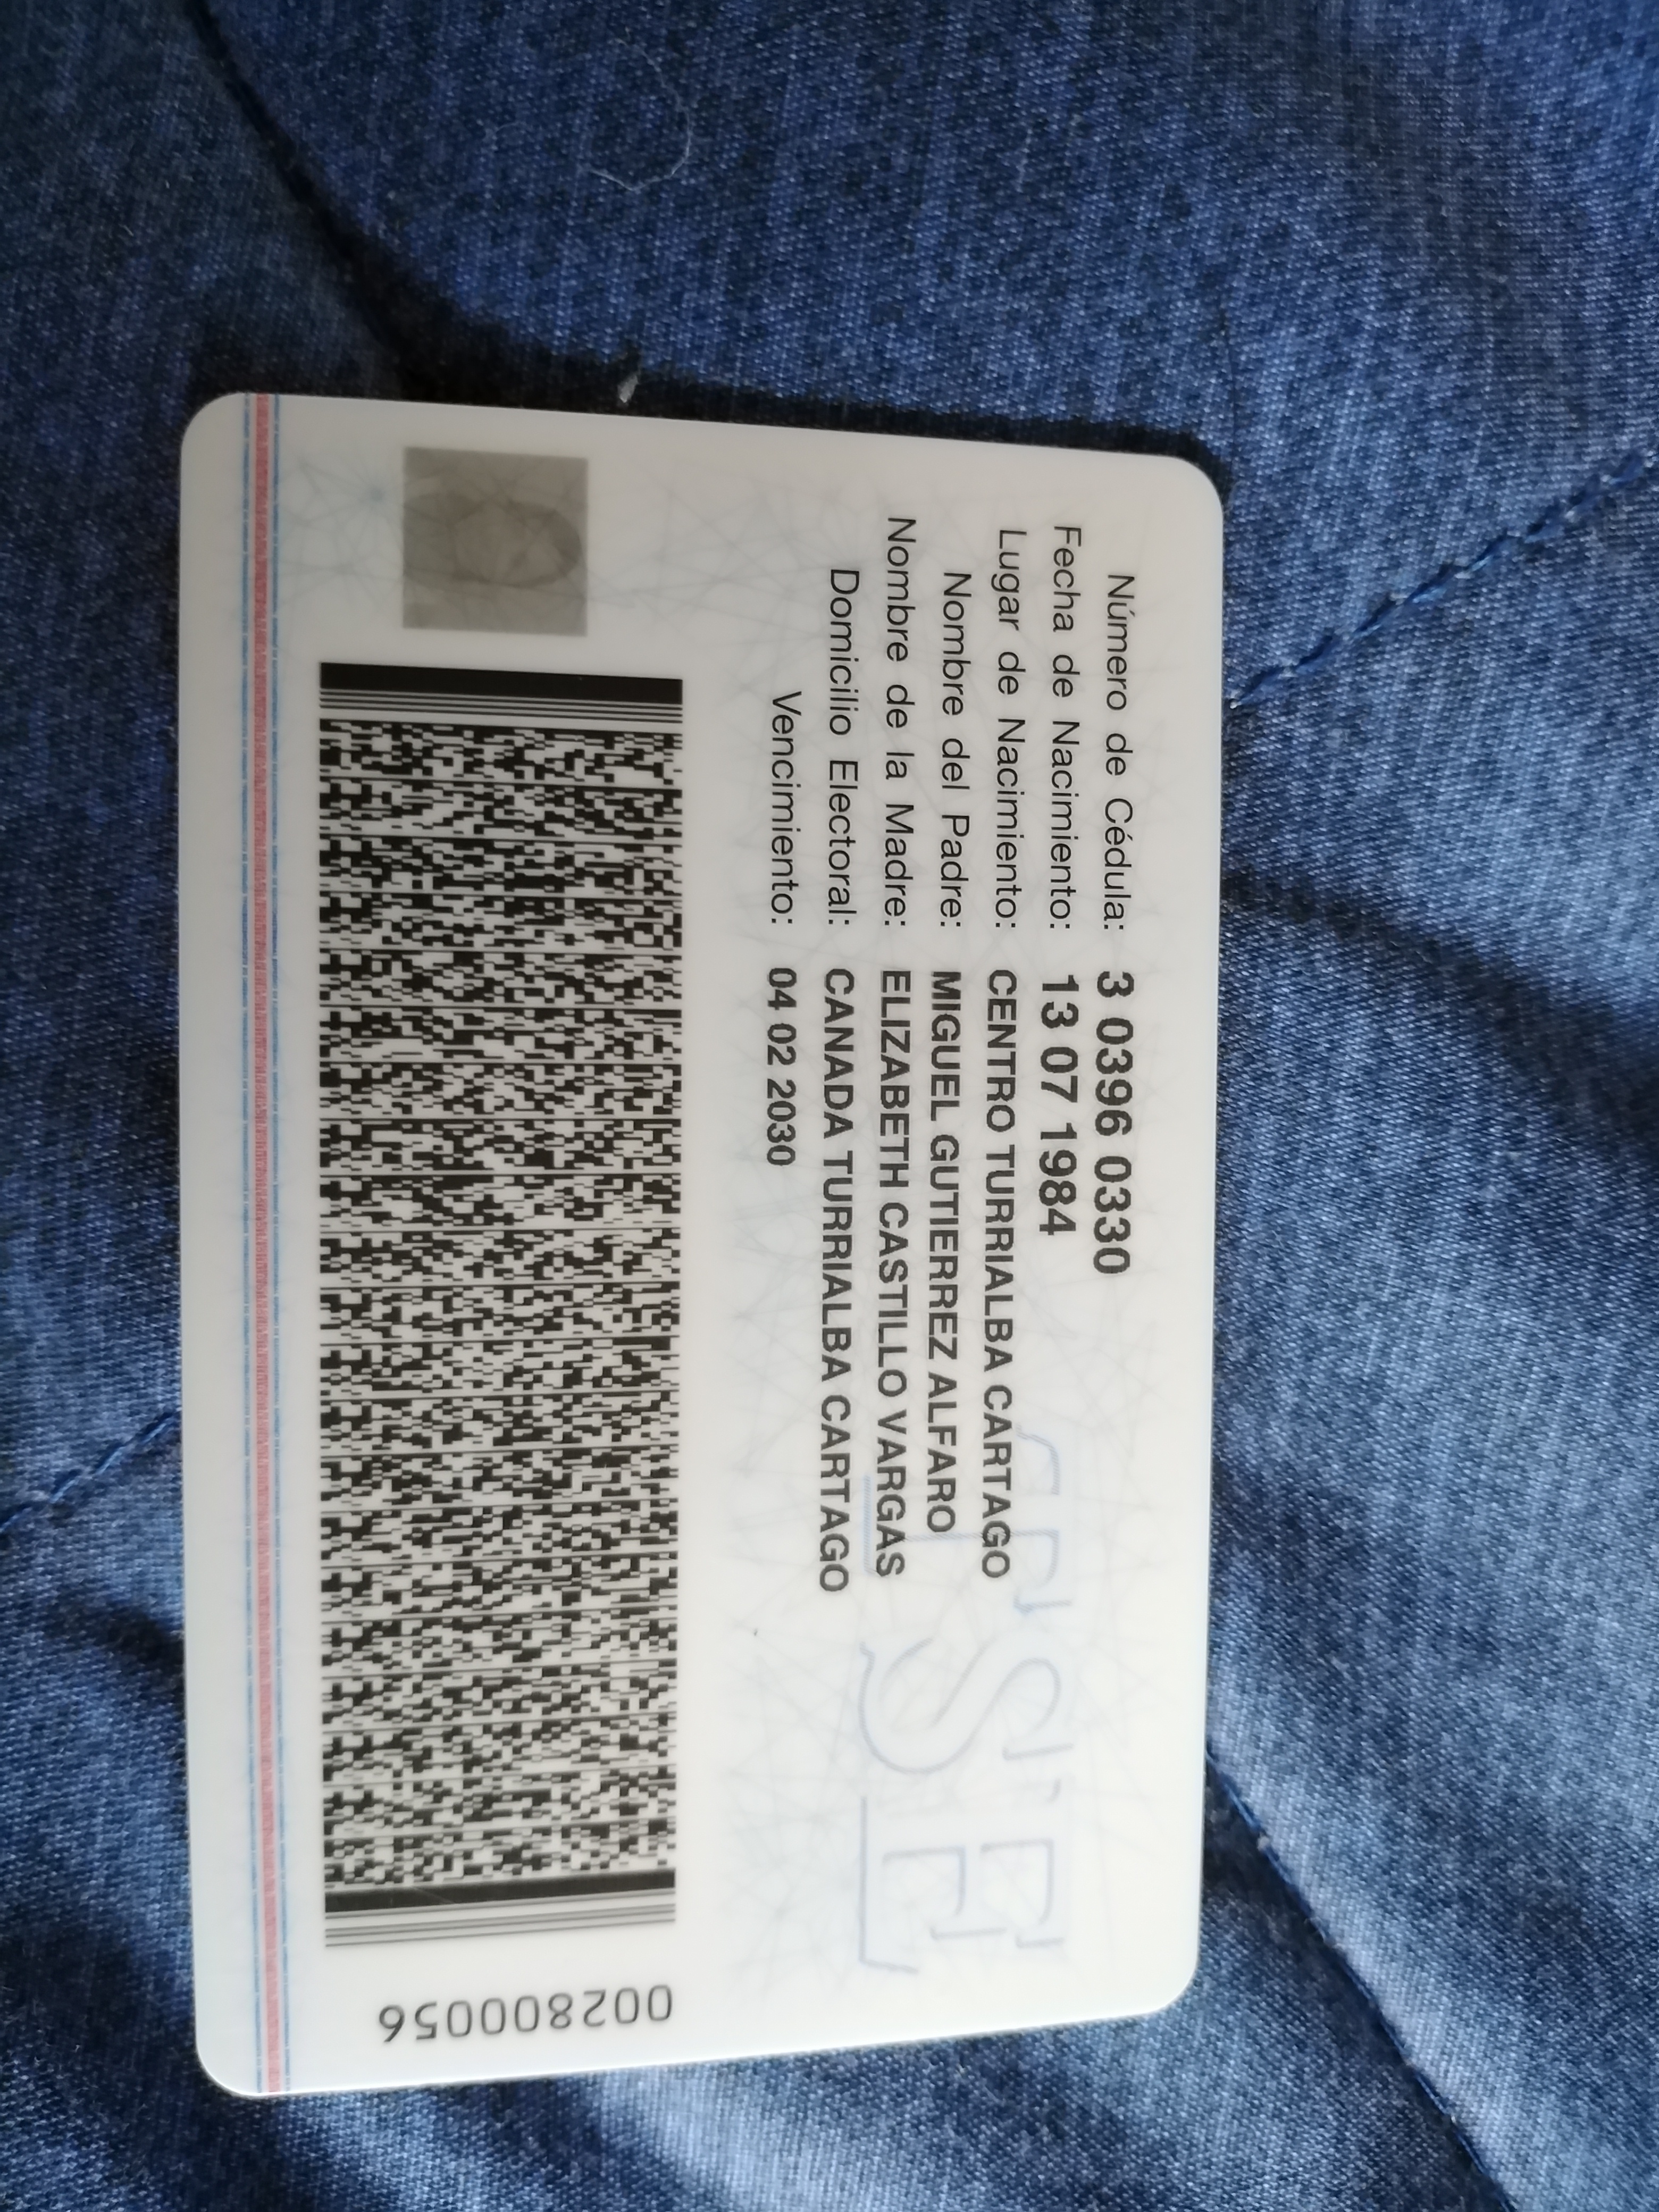 Número de Cédula: 3 0396 0330
Fecha de Nacimiento: 13 07 1984
Lugar de Nacimiento: CENTRO TURRIALBA CARTAGO
Nombre del Padre: MIGUEL GUTIERREZ ALFARO
Nombre de la Madre: ELIZABETH CASTILLO VARGAS
Domicilio Electoral: CANADA TURRIALBA CARTAGO
Vencimiento: 04 02 2030
TSE
002800056